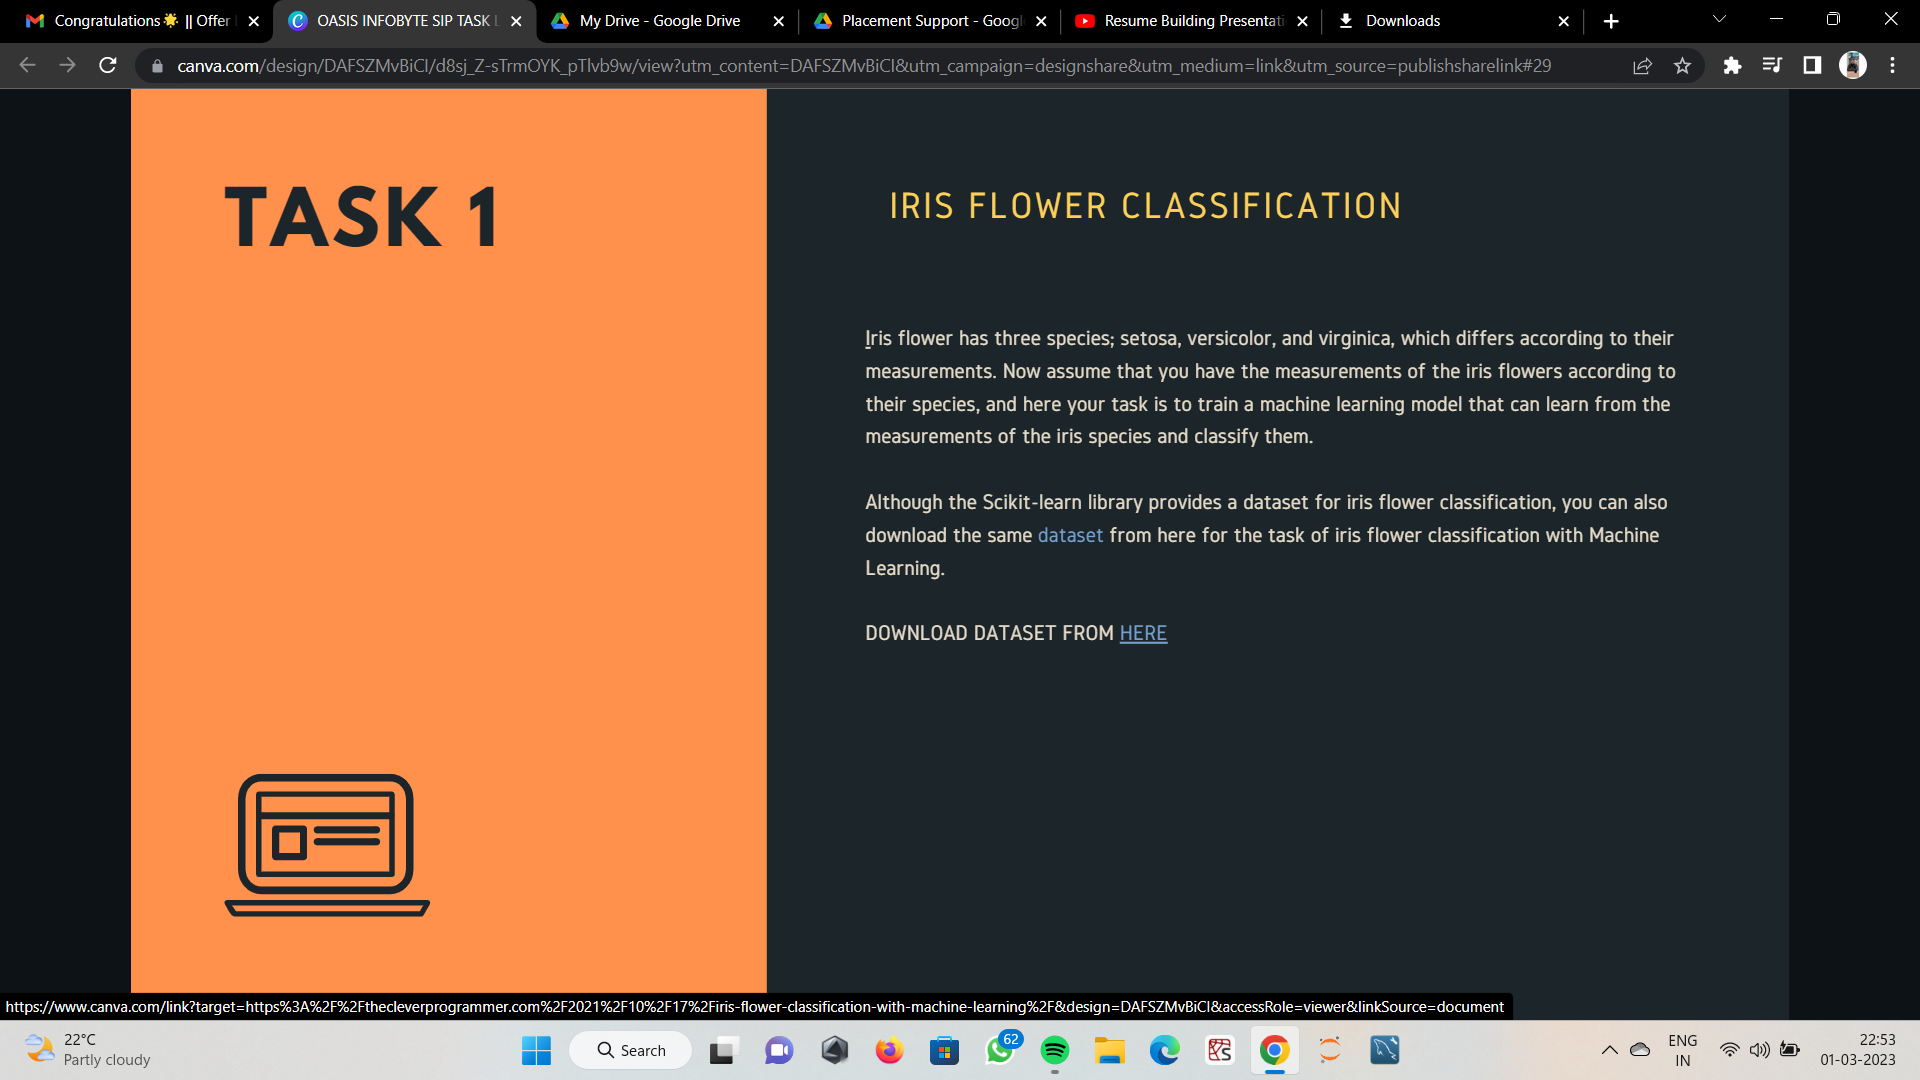 Congratulations🌟 || Offer
OASIS INFOBYTE SIP TASK
My Drive - Google Drive
Placement Support - Googl
Resume Building Presentati
Downloads
canva.com/design/DAFSZMvBiCI/d8sj_Z-sTrmOYK_pTlvb9w/view?utm_content=DAFSZMvBiCI&utm_campaign=designshare&utm_medium=link&utm_source=publishsharelink#29
TASK 1
IRIS FLOWER CLASSIFICATION
Iris flower has three species; setosa, versicolor, and virginica, which differs according to their
measurements. Now assume that you have the measurements of the iris flowers according to
their species, and here your task is to train a machine learning model that can learn from the
measurements of the iris species and classify them.
Although the Scikit-learn library provides a dataset for iris flower classification, you can also
download the same dataset from here for the task of iris flower classification with Machine
Learning.
DOWNLOAD DATASET FROM HERE
https://www.canva.com/link?target=https%3A%2F%2Fthecleverprogrammer.com%2F2021%2F10%2F17%2Firis-flower-classification-with-machine-learning%2F&design=DAFSZMvBiCI&accessRole=viewer&linkSource=document
22°C
Partly cloudy
Search
62
ENG
IN
22:53
01-03-2023